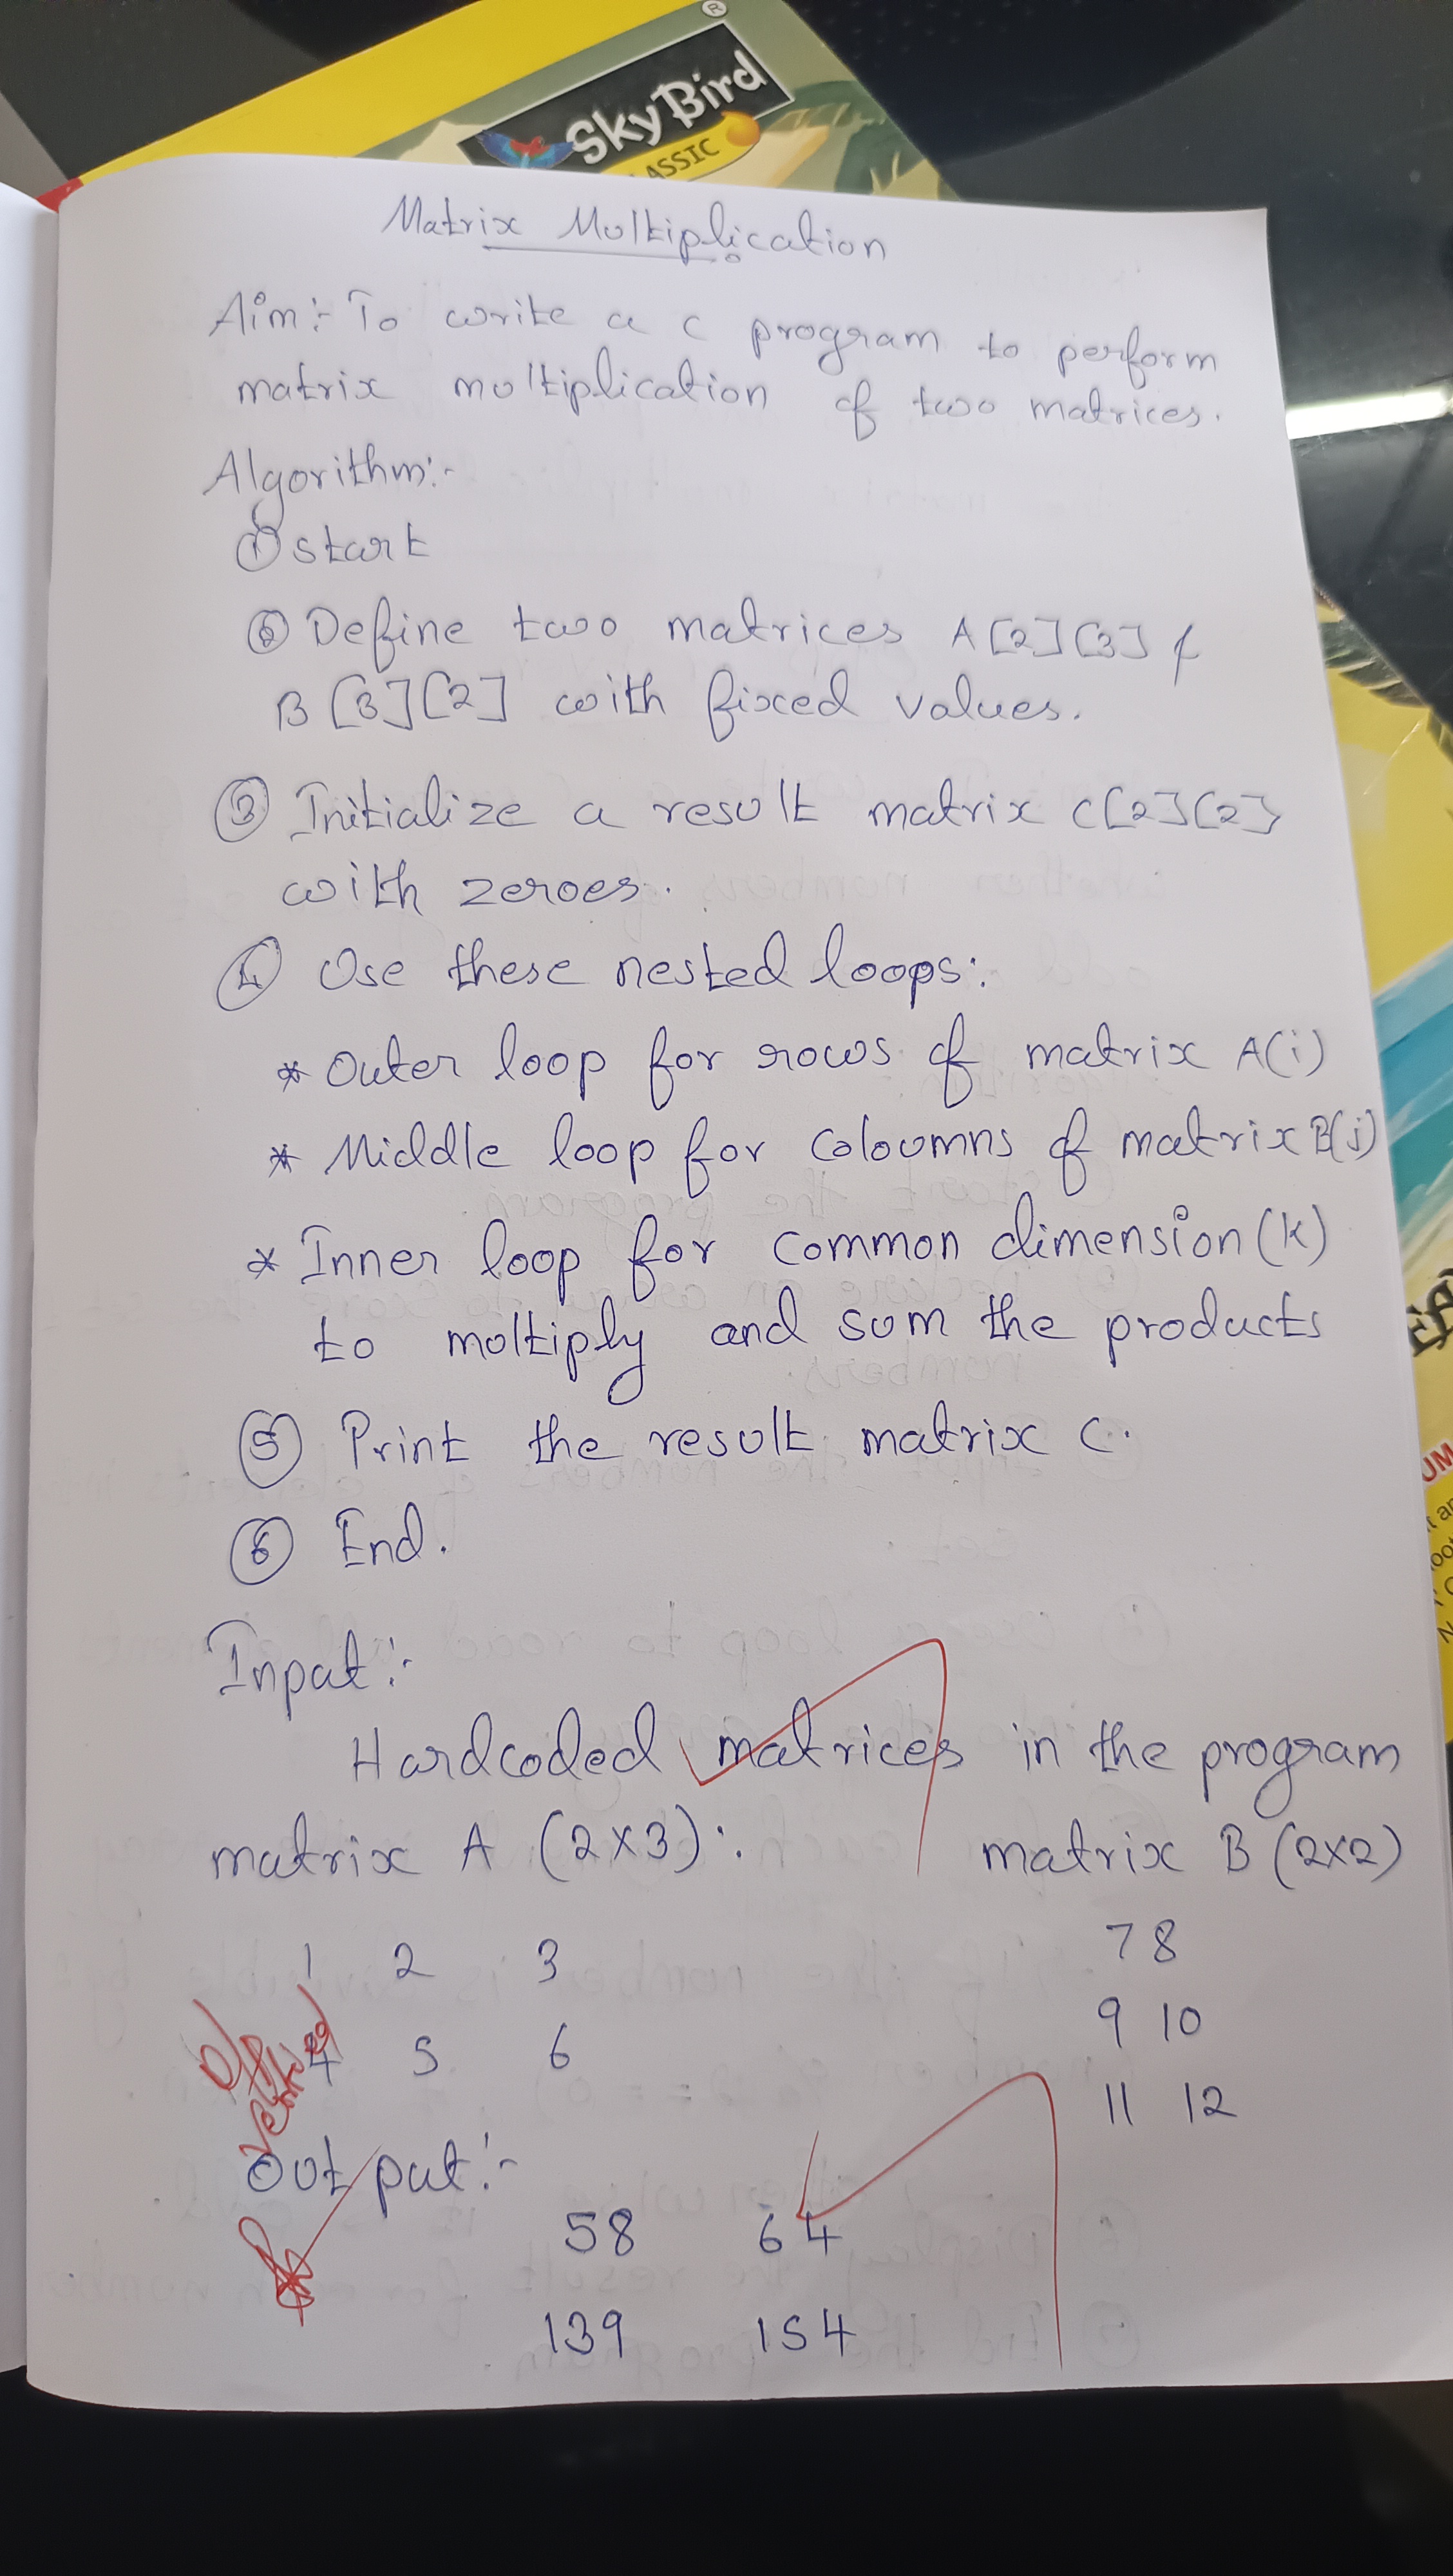 ®
SkyBird
ASSIC
Matrix Multiplication
Aim:- To write a c program to perform
matrix multiplication of two matrices.
Algorithm:-
① start
② Define two matrices A[2][3] &
B[3][2] with fixed values.
③ Initialize a result matrix C[2][2]
with zeroes.
④ Use these nested loops:
* Outer loop for rows of matrix A(i)
* Middle loop for coloumns of matrix B(j)
* Inner loop for common dimension (k)
to multiply and sum the products
⑤ Print the result matrix C.
⑥ End.
Input:-
Hardcoded matrices in the program
matrix A (2x3): matrix B (2x2)
1 2 3 7 8
4 5 6 9 10
11 12
O/P
verified
Output:-
58 64
139 154
UM